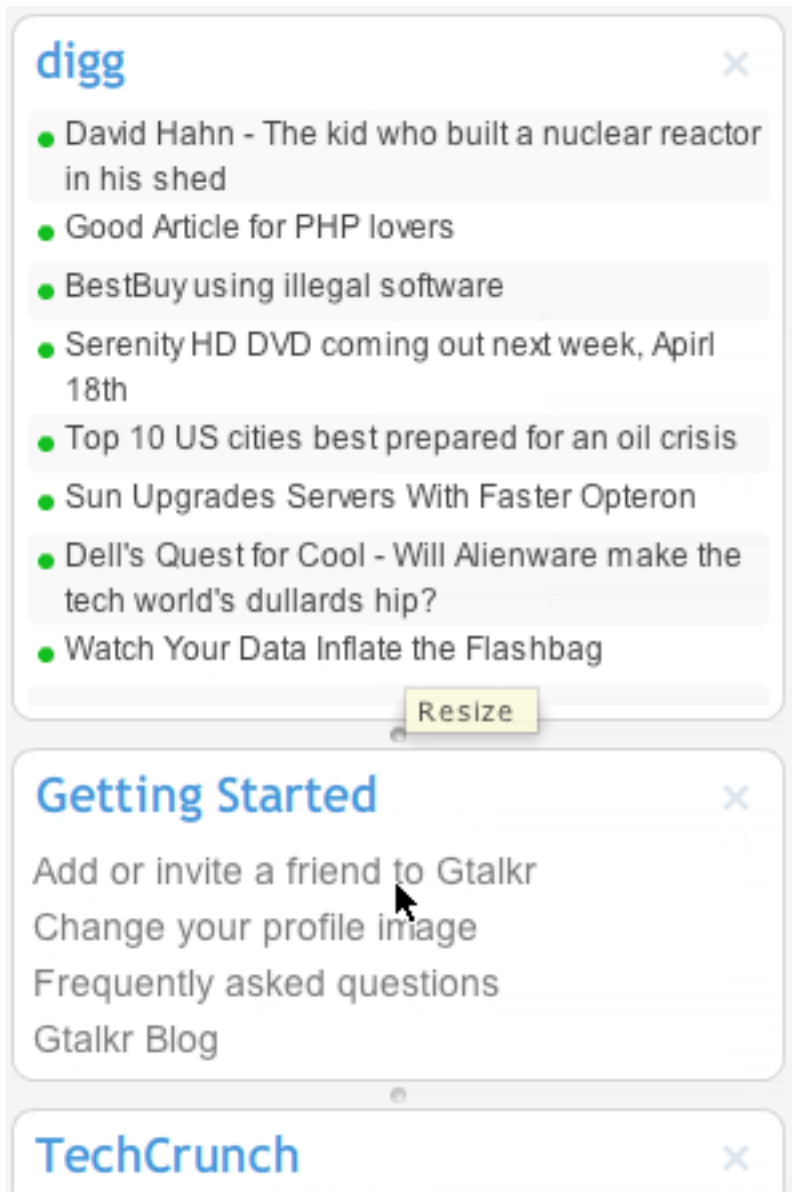 digg
David Hahn - The kid who built a nuclear reactor
in his shed
Good Article for PHP lovers
BestBuy using illegal software
Serenity HD DVD coming out next week, Apirl
18th
Top 10 US cities best prepared for an oil crisis
Sun Upgrades Servers With Faster Opteron
Dell's Quest for Cool - Will Alienware make the
tech world's dullards hip?
Watch Your Data Inflate the Flashbag
Resize
Getting Started
Add or invite a friend to Gtalkr
Change your profile image
Frequently asked questions
Gtalkr Blog
TechCrunch